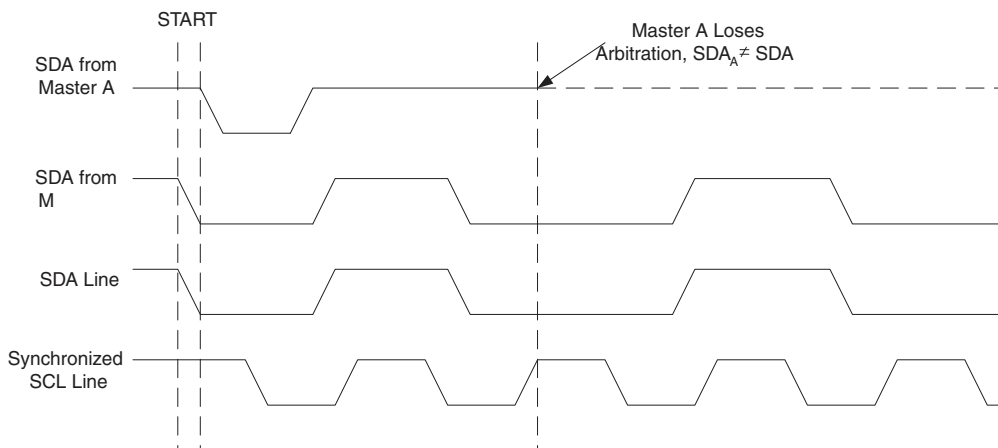 START
Master A Loses
Arbitration, SDA_A ≠ SDA
SDA from
Master A
SDA from
M
SDA Line
Synchronized
SCL Line